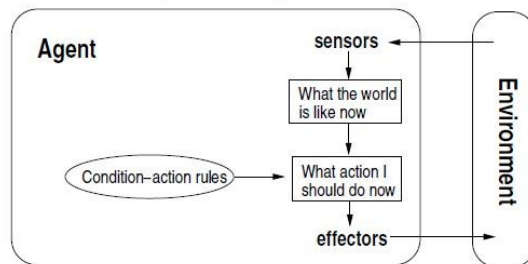 Agent
sensors
What the world
is like now
Condition–action rules
What action I
should do now
effectors
Environment